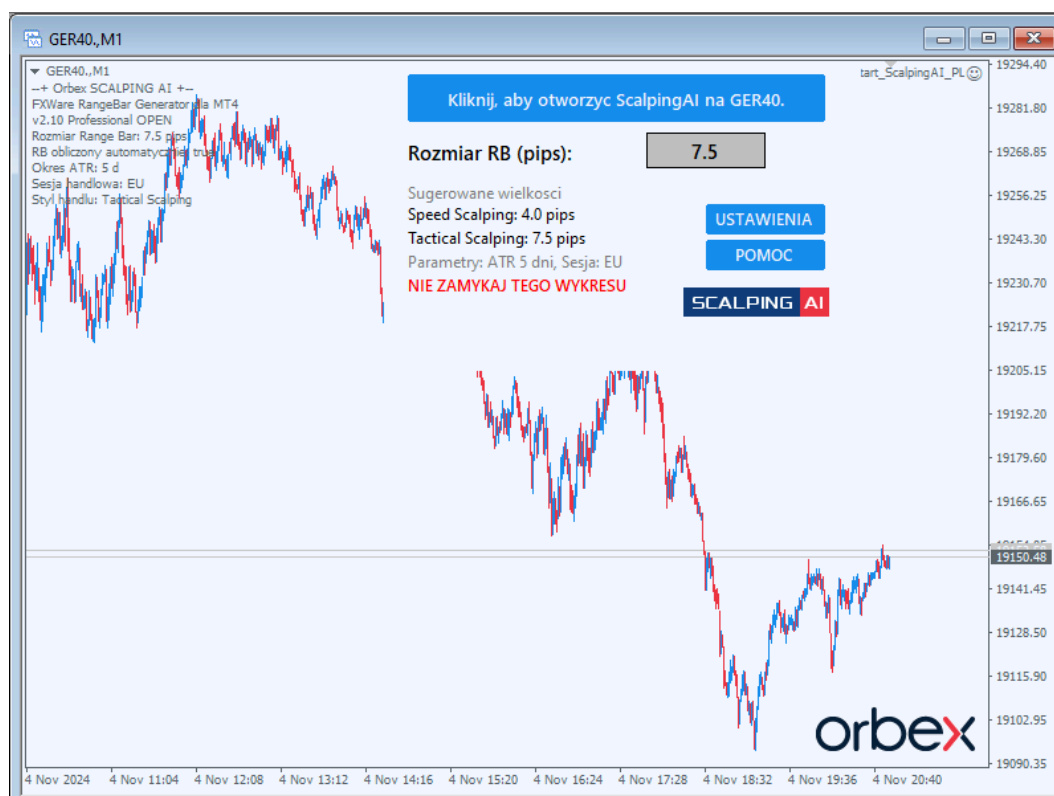 GER40.,M1
GER40.,M1
--+ Orbex SCALPING AI +--
FXWare RangeBar Generator dla MT4
v2.10 Professional OPEN
Rozmiar Range Bar: 7.5 pips
RB obliczony automatycznie: true
Okres ATR: 5 d
Sesja handlowa: EU
Styl handlu: Tactical Scalping
Kliknij, aby otworzyc ScalpingAI na GER40.
tart_ScalpingAI_PL
Rozmiar RB (pips):
7.5
Sugerowane wielkosci
Speed Scalping: 4.0 pips
Tactical Scalping: 7.5 pips
Parametry: ATR 5 dni, Sesja: EU
NIE ZAMYKAJ TEGO WYKRESU
USTAWIENIA
POMOC
SCALPING AI
19294.40
19281.80
19268.85
19256.25
19243.30
19230.70
19217.75
19205.15
19192.20
19179.60
19166.65
19150.48
19141.45
19128.50
19115.90
19102.95
19090.35
orbex
4 Nov 2024
4 Nov 11:04
4 Nov 12:08
4 Nov 13:12
4 Nov 14:16
4 Nov 15:20
4 Nov 16:24
4 Nov 17:28
4 Nov 18:32
4 Nov 19:36
4 Nov 20:40